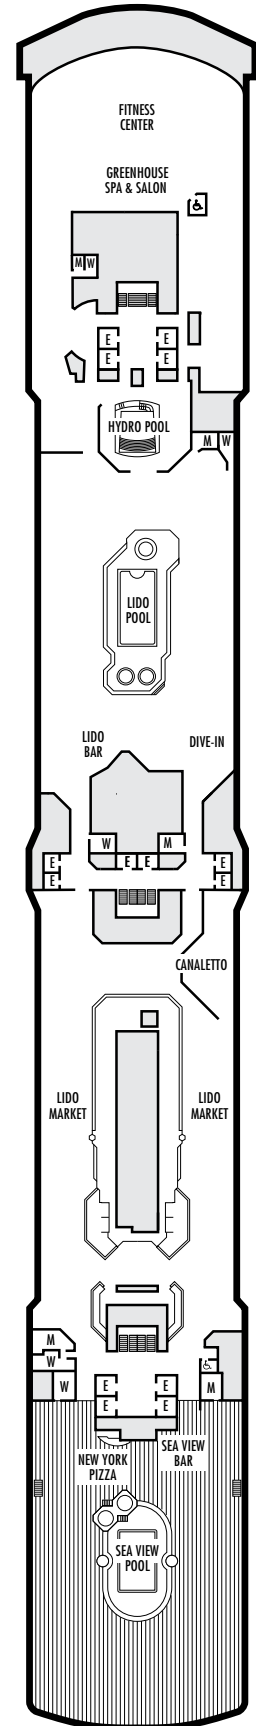 FITNESS
CENTER
GREENHOUSE
SPA & SALON
M W
E E
E E
HYDRO POOL
M W
LIDO
POOL
LIDO
BAR
DIVE-IN
W M
E E E E
E E
CANALETTO
LIDO
MARKET
LIDO
MARKET
M
W
W
E E
E E
M
NEW YORK
PIZZA
SEA VIEW
BAR
SEA VIEW
POOL